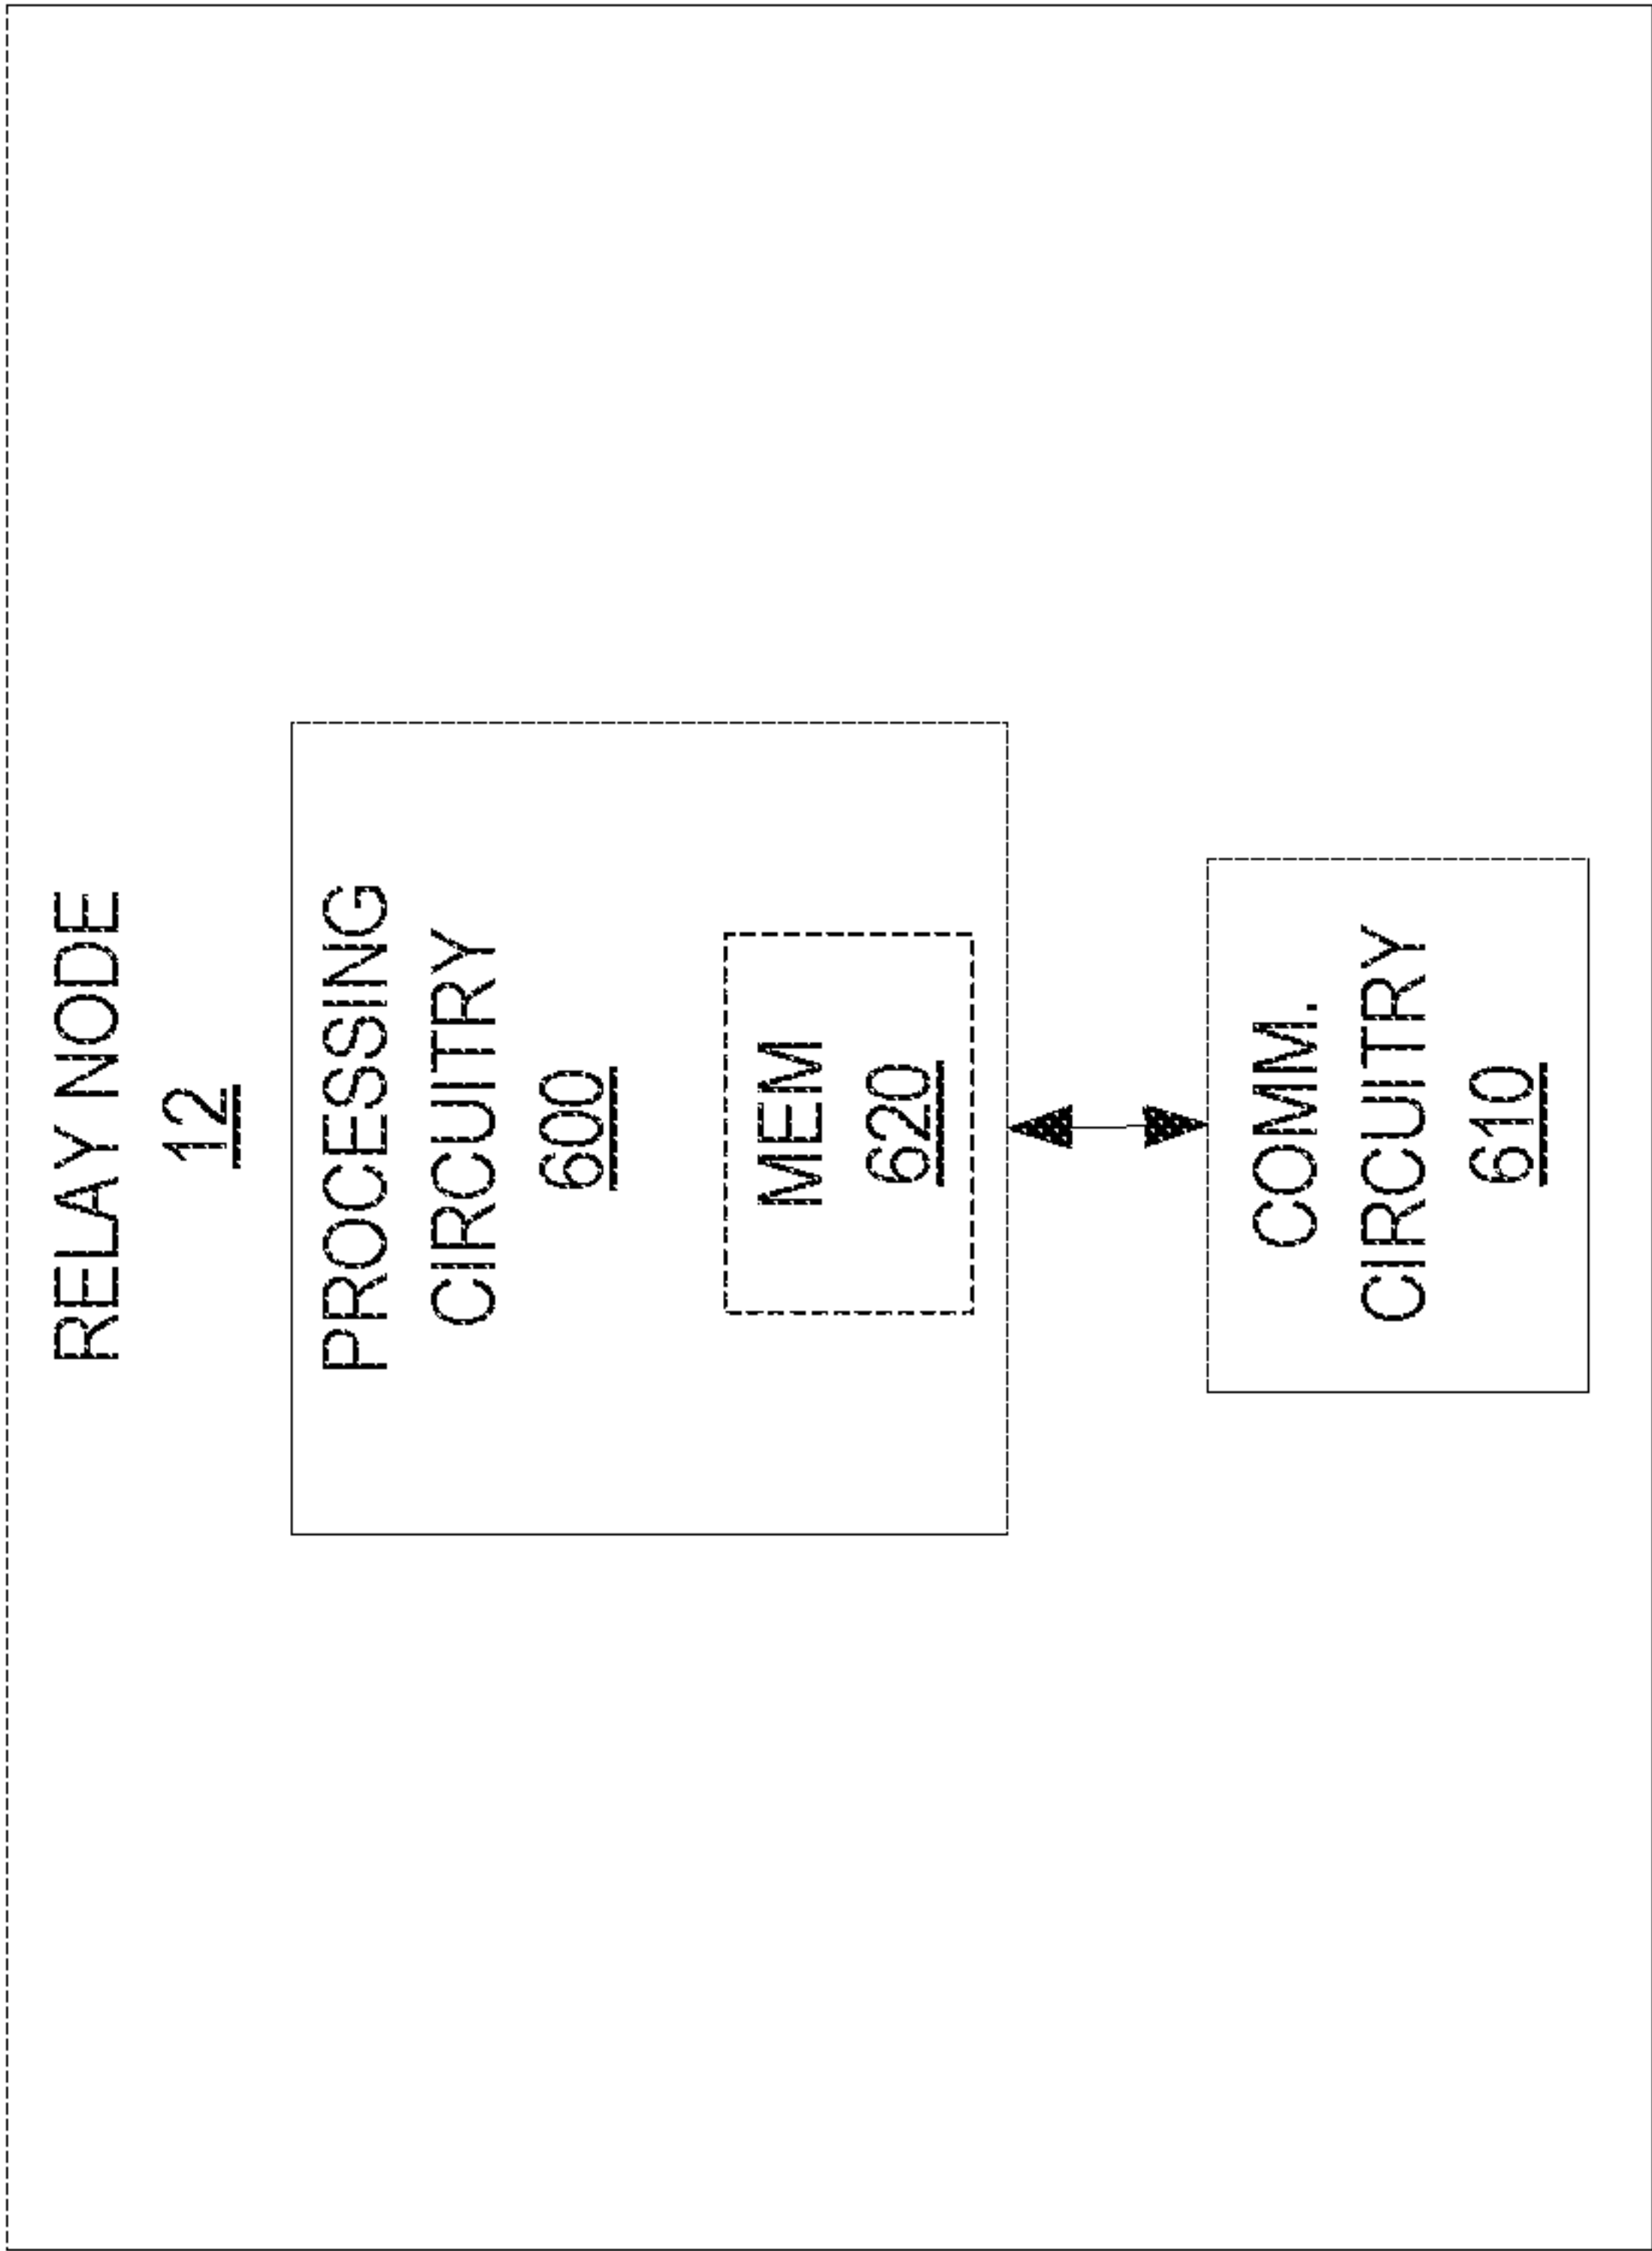 RELAY NODE
12
PROCESSING
CIRCUITRY
600
MEM
620
COMM.
CIRCUITRY
610